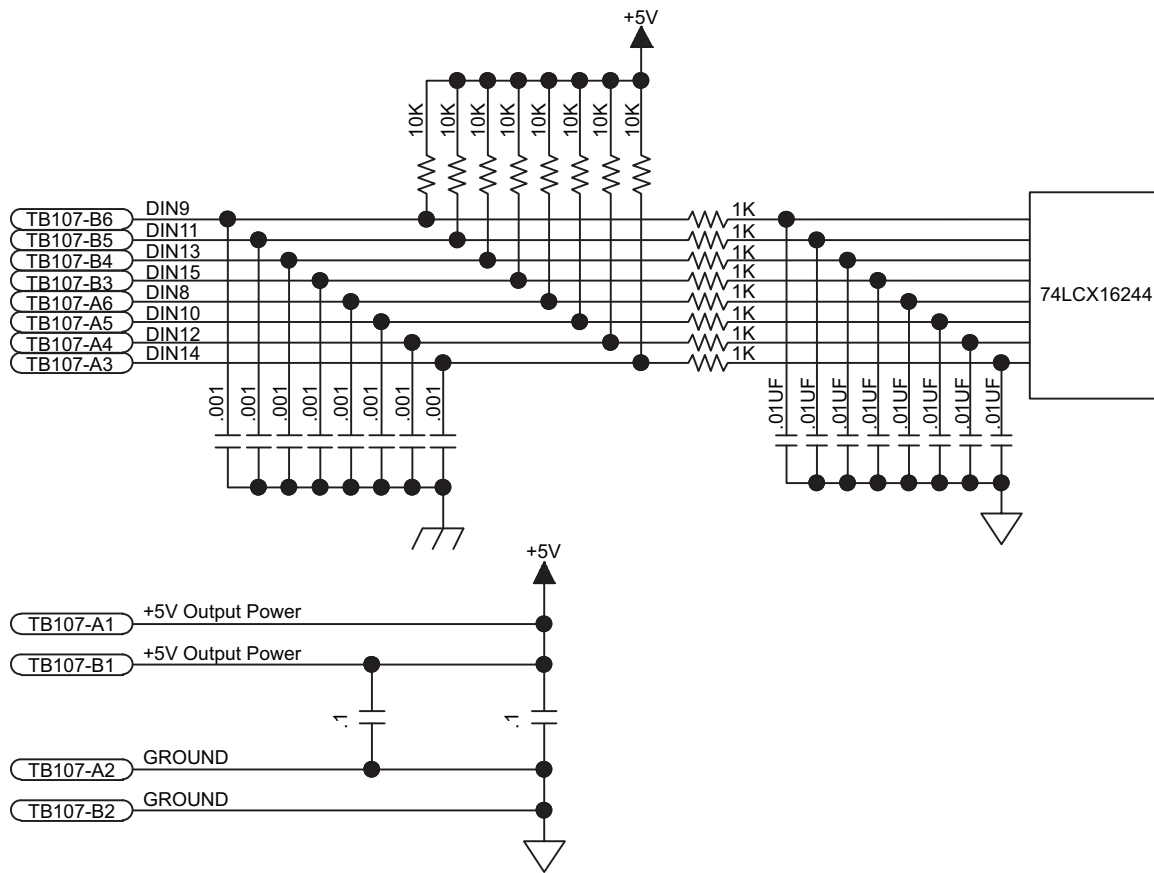 +5V
10K 10K 10K 10K 10K 10K 10K 10K
TB107-B6 DIN9 1K
TB107-B5 DIN11 1K
TB107-B4 DIN13 1K
TB107-B3 DIN15 1K
TB107-A6 DIN8 1K
TB107-A5 DIN10 1K
TB107-A4 DIN12 1K
TB107-A3 DIN14 1K
74LCX16244
.001 .001 .001 .001 .001 .001 .001 .001
.01UF .01UF .01UF .01UF .01UF .01UF .01UF .01UF
+5V
TB107-A1 +5V Output Power
TB107-B1 +5V Output Power
.1 .1
TB107-A2 GROUND
TB107-B2 GROUND